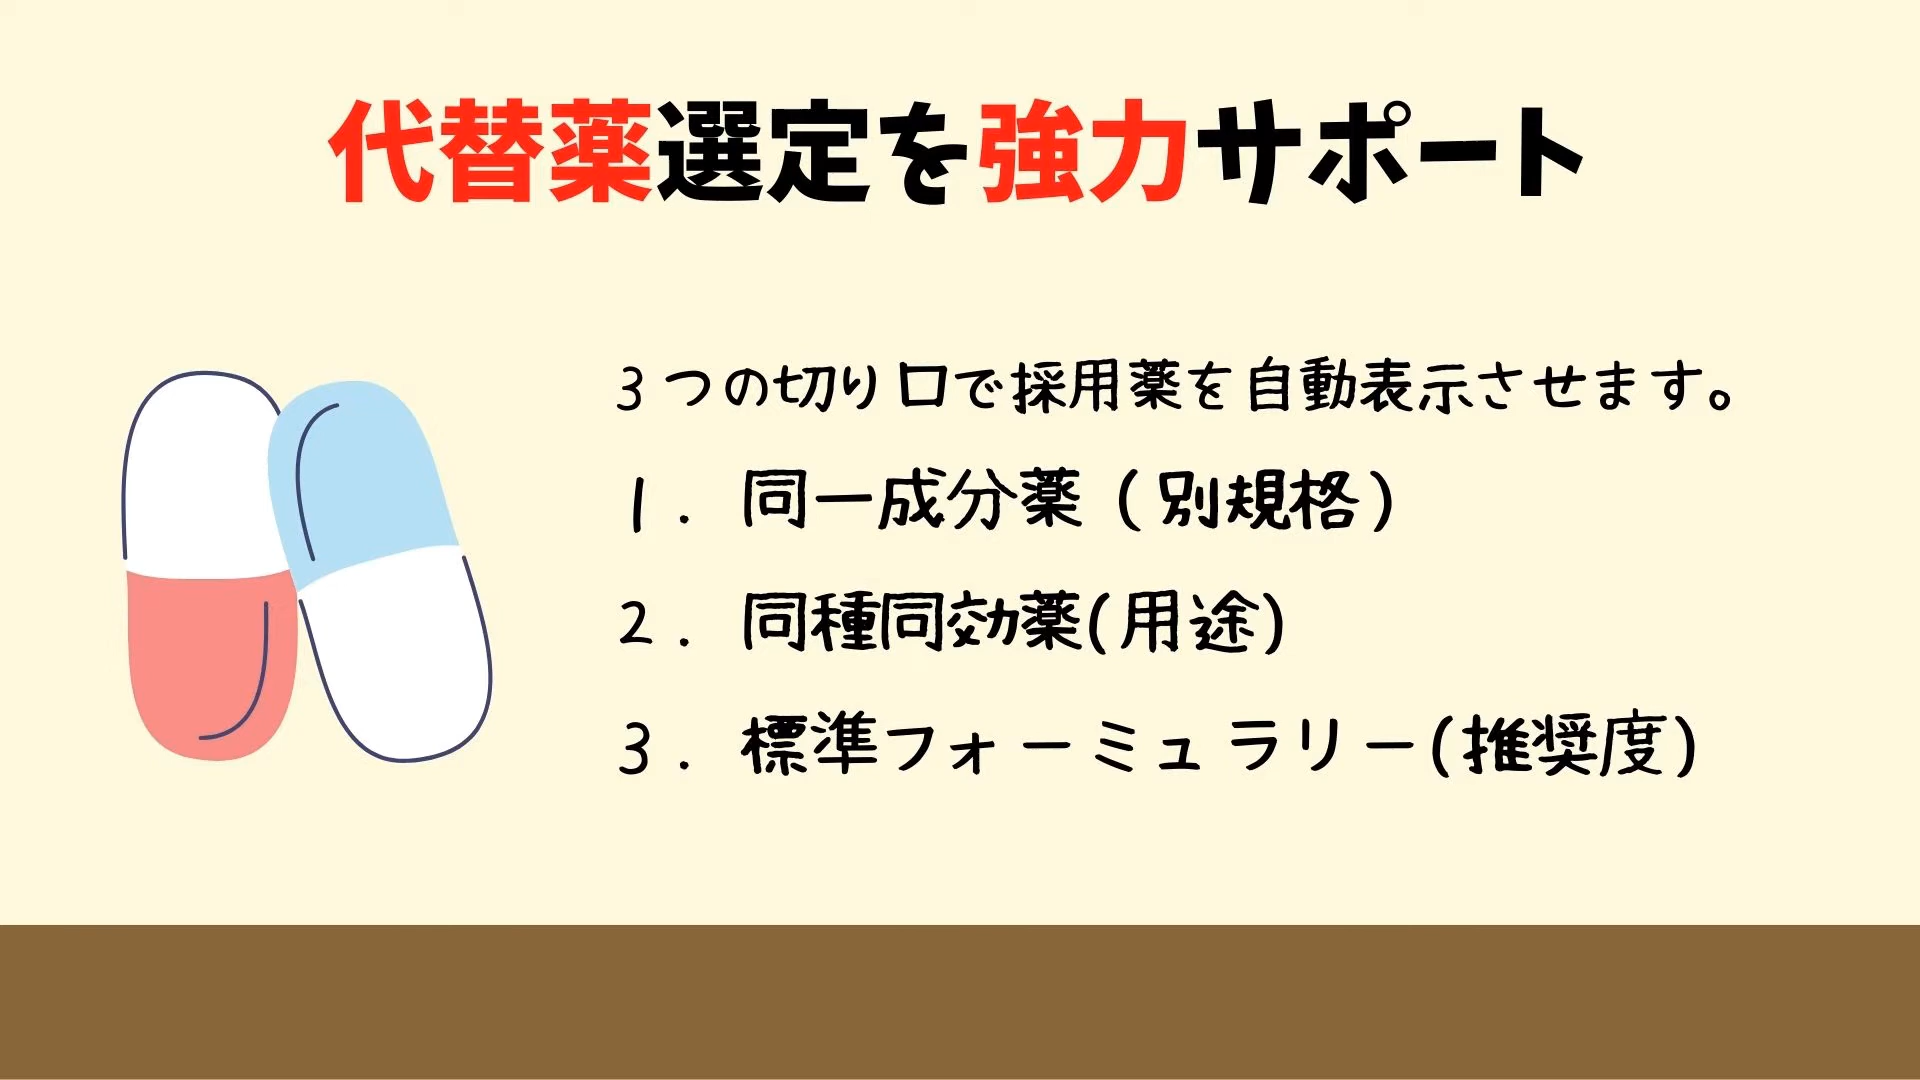 代替薬選定を強力サポート
3つの切り口で採用薬を自動表示させます。
1. 同一成分薬(別規格)
2. 同種同効薬(用途)
3. 標準フォーミュラリー(推奨度)